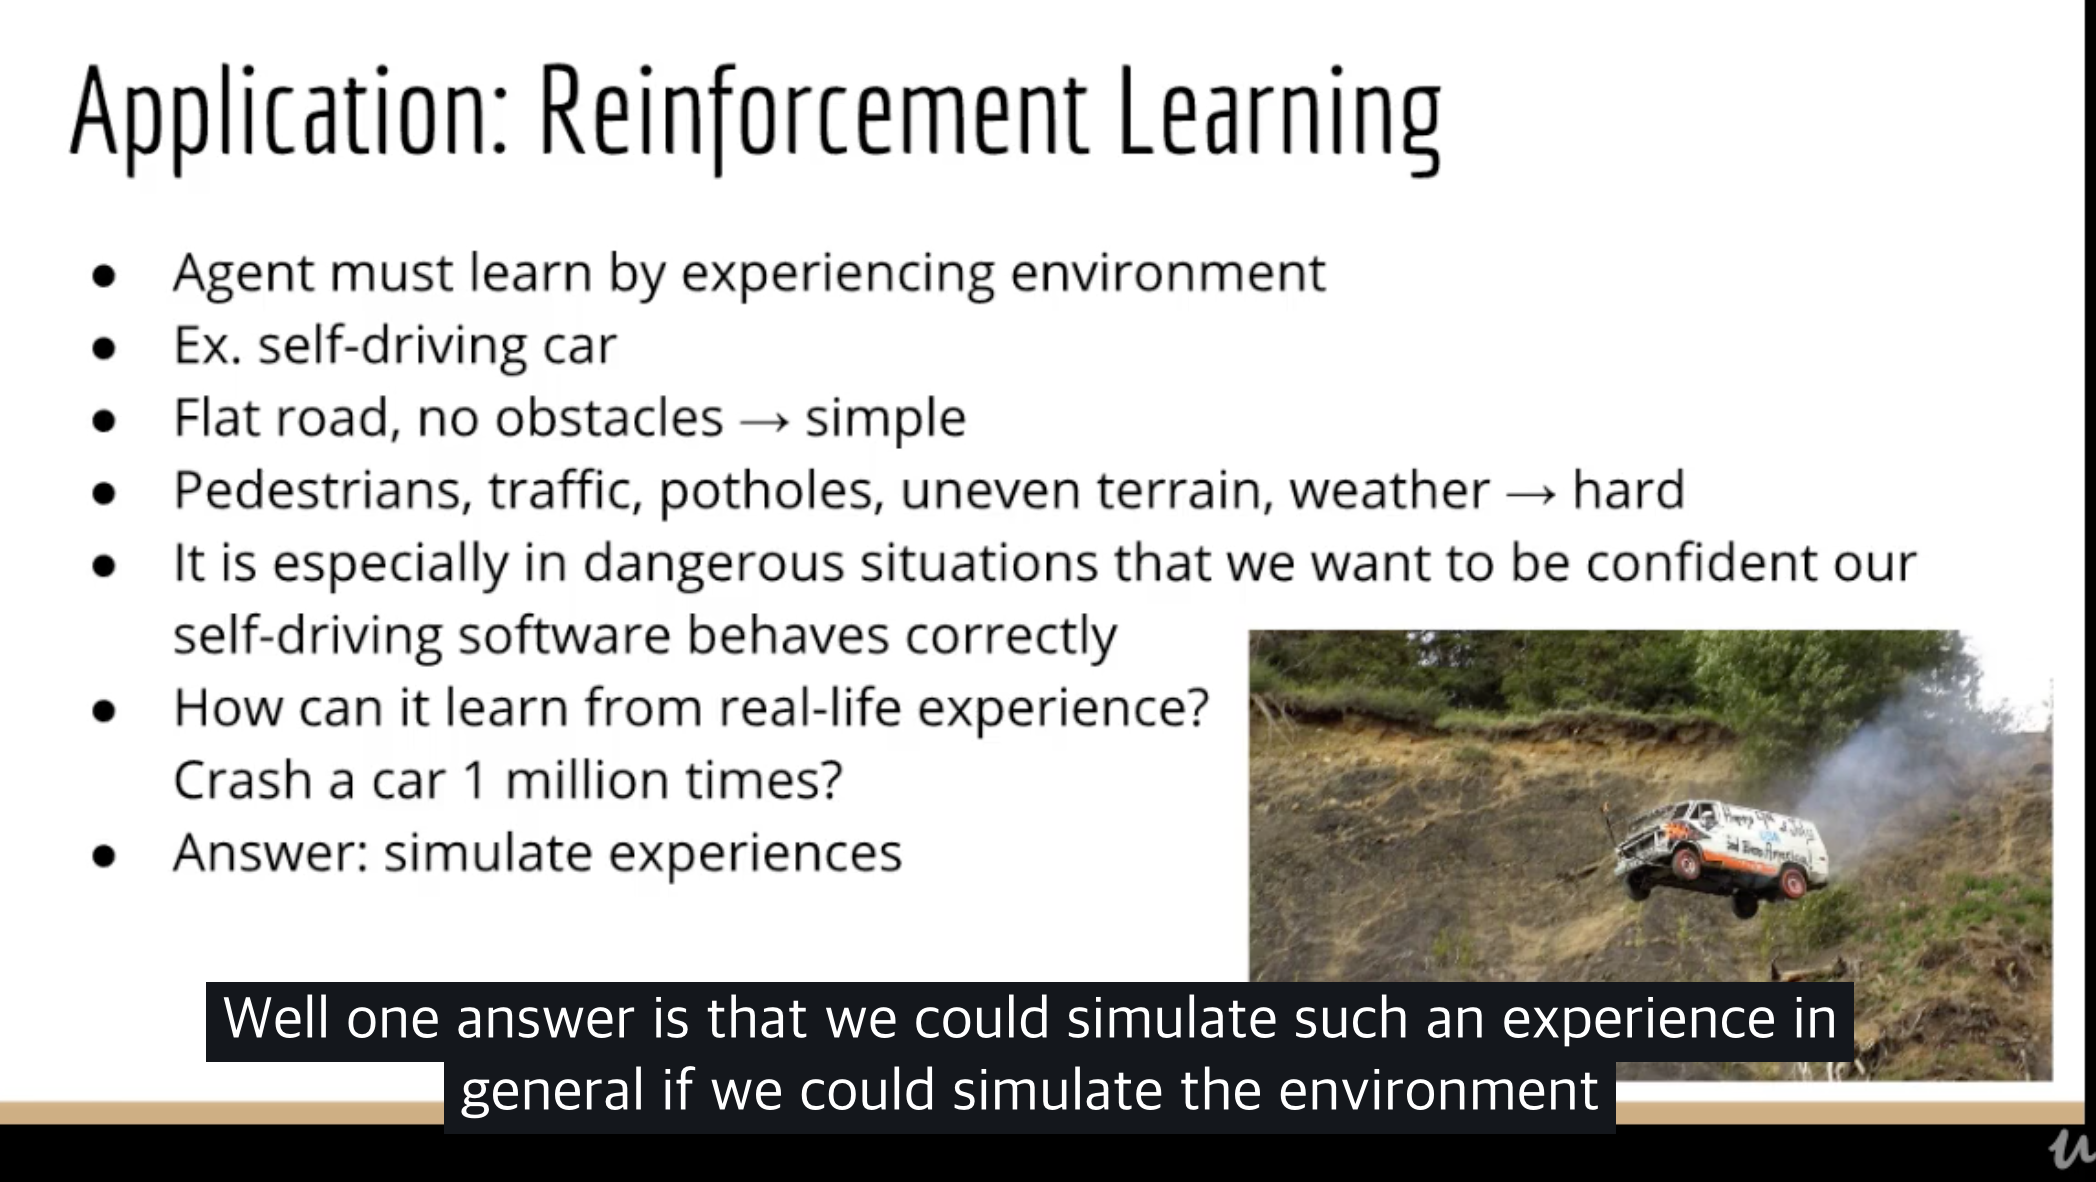 Application: Reinforcement Learning
● Agent must learn by experiencing environment
● Ex. self-driving car
● Flat road, no obstacles → simple
● Pedestrians, traffic, potholes, uneven terrain, weather → hard
● It is especially in dangerous situations that we want to be confident our
self-driving software behaves correctly
● How can it learn from real-life experience?
Crash a car 1 million times?
● Answer: simulate experiences
Happy 4th of July
Well one answer is that we could simulate such an experience in
general if we could simulate the environment